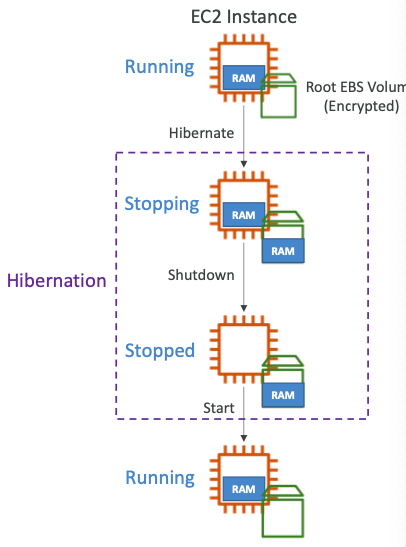 EC2 Instance
Running
RAM
Root EBS Volum
(Encrypted)
Hibernate
Stopping
RAM
RAM
Shutdown
Hibernation
Stopped
RAM
Start
Running
RAM